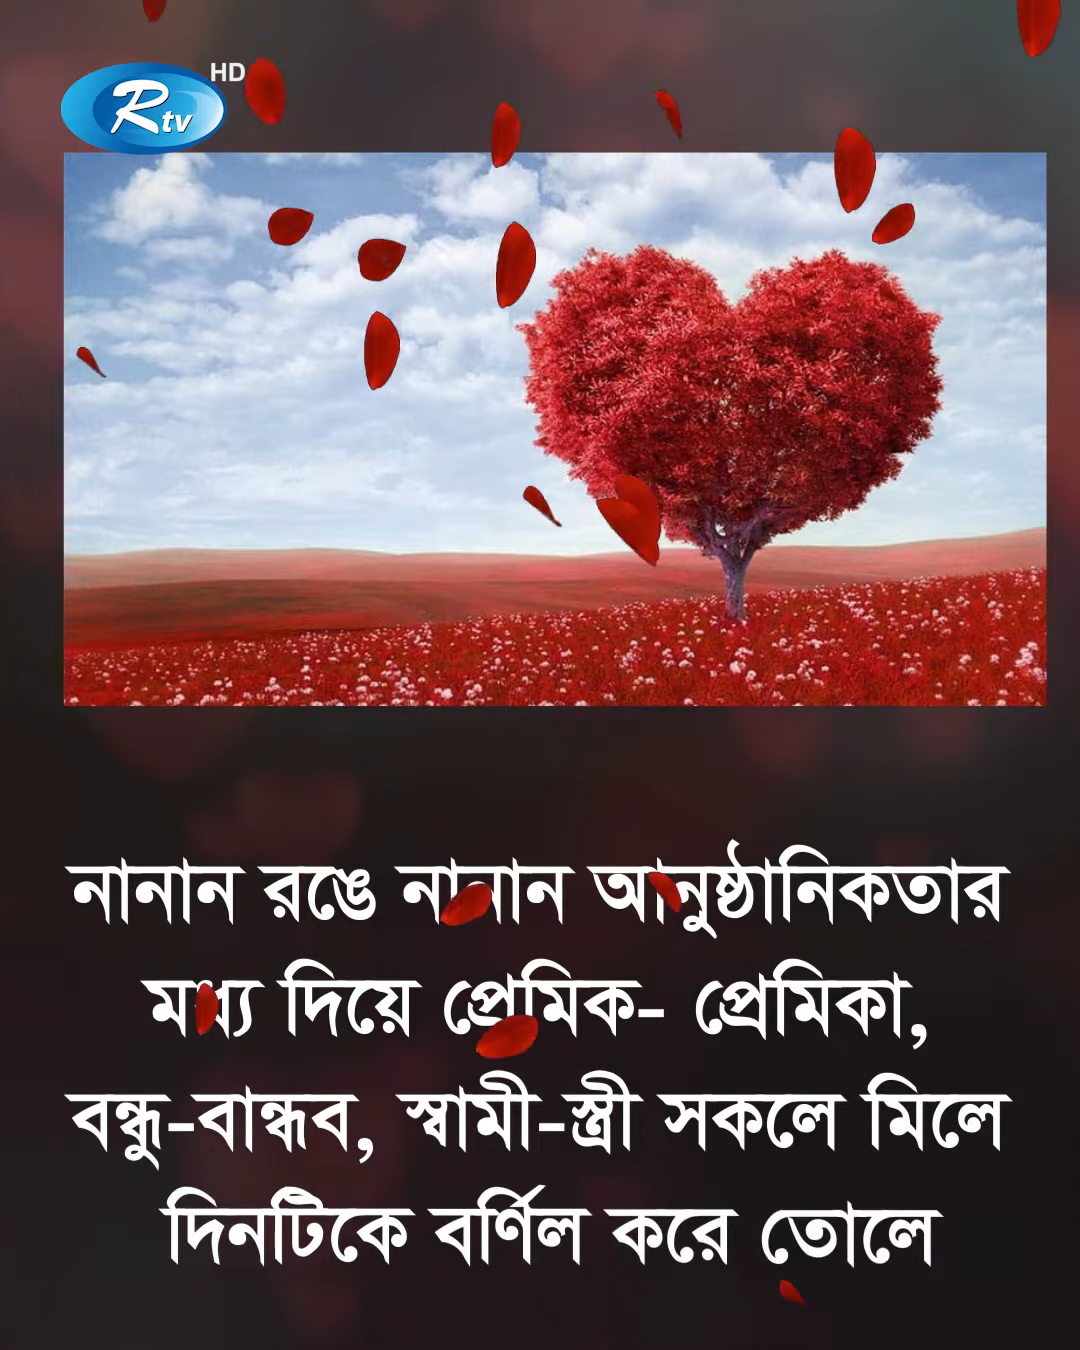 HD
Rtv
নানান রঙে নানান আনুষ্ঠানিকতার
মধ্য দিয়ে প্রেমিক- প্রেমিকা,
বন্ধু-বান্ধব, স্বামী-স্ত্রী সকলে মিলে
দিনটিকে বর্ণিল করে তোলে